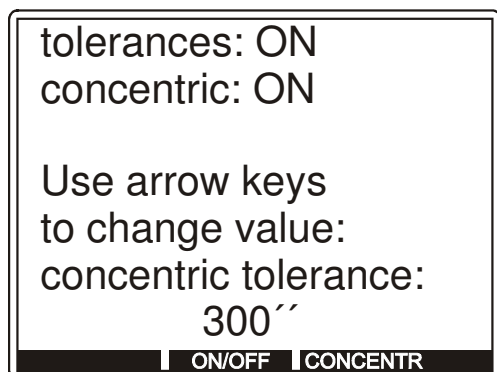 tolerances: ON
concentric: ON
Use arrow keys
to change value:
concentric tolerance:
300´´
ON/OFF CONCENTR